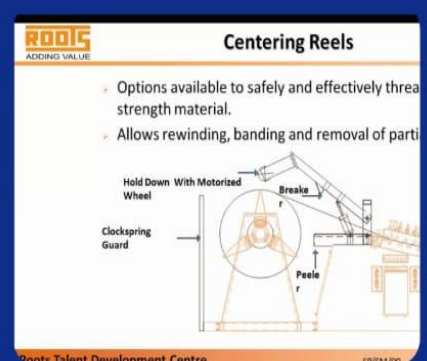 ROOTS
ADDING VALUE
Centering Reels
Options available to safely and effectively threa
strength material.
Allows rewinding, banding and removal of parti
Hold Down With Motorized
Wheel
Breake
r
Clockspring
Guard
Peele
r
Roots Talent Development Centre